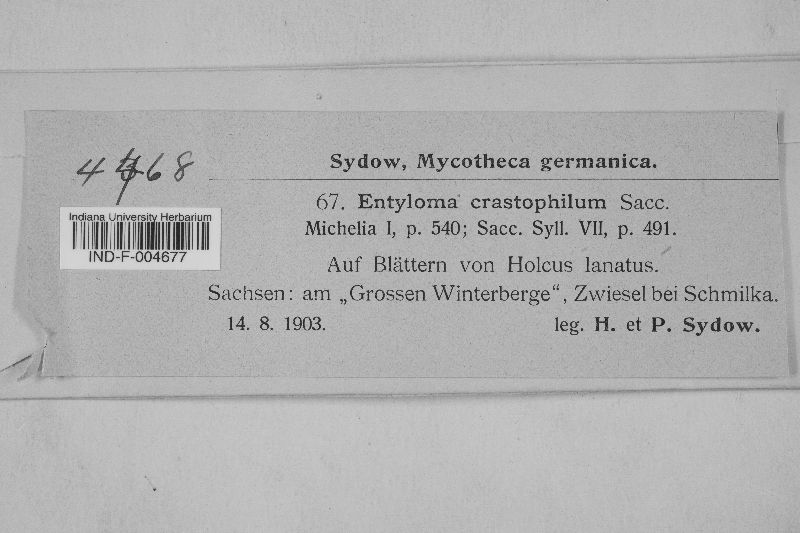 Sydow, Mycotheca germanica.
67. Entyloma crastophilum Sacc.
Michelia I, p. 540; Sacc. Syll. VII, p. 491.
Auf Blättern von Holcus lanatus.
Sachsen: am „Grossen Winterberge“, Zwiesel bei Schmilka.
14. 8. 1903. leg. H. et P. Sydow.
Indiana University Herbarium
IND-F-004677